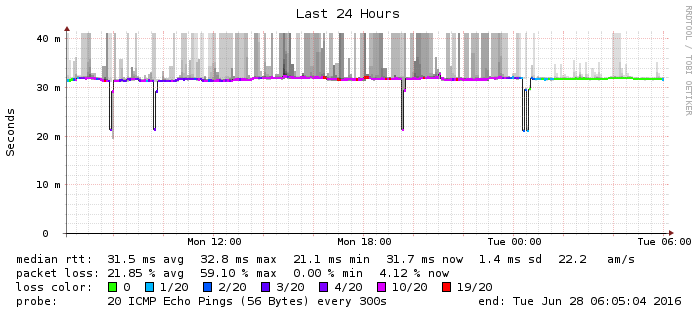 Last 24 Hours
RRDTOOL / TOBI OETIKER
Seconds
40 m
30 m
20 m
10 m
0
Mon 12:00 Mon 18:00 Tue 00:00 Tue 06:00
median rtt: 31.5 ms avg 32.8 ms max 21.1 ms min 31.7 ms now 1.4 ms sd 22.2 am/s
packet loss: 21.85 % avg 59.10 % max 0.00 % min 4.12 % now
loss color: 0 1/20 2/20 3/20 4/20 10/20 19/20
probe: 20 ICMP Echo Pings (56 Bytes) every 300s end: Tue Jun 28 06:05:04 2016